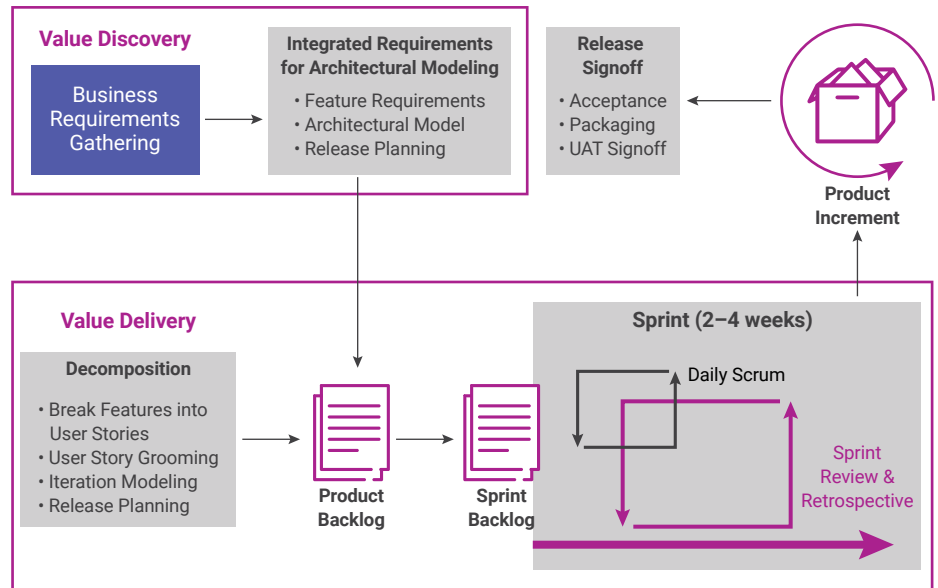 Value Discovery
Business
Requirements
Gathering
Integrated Requirements
for Architectural Modeling
• Feature Requirements
• Architectural Model
• Release Planning
Release
Signoff
• Acceptance
• Packaging
• UAT Signoff
Product
Increment
Value Delivery
Decomposition
• Break Features into
User Stories
• User Story Grooming
• Iteration Modeling
• Release Planning
Product
Backlog
Sprint
Backlog
Sprint (2–4 weeks)
Daily Scrum
Sprint
Review &
Retrospective